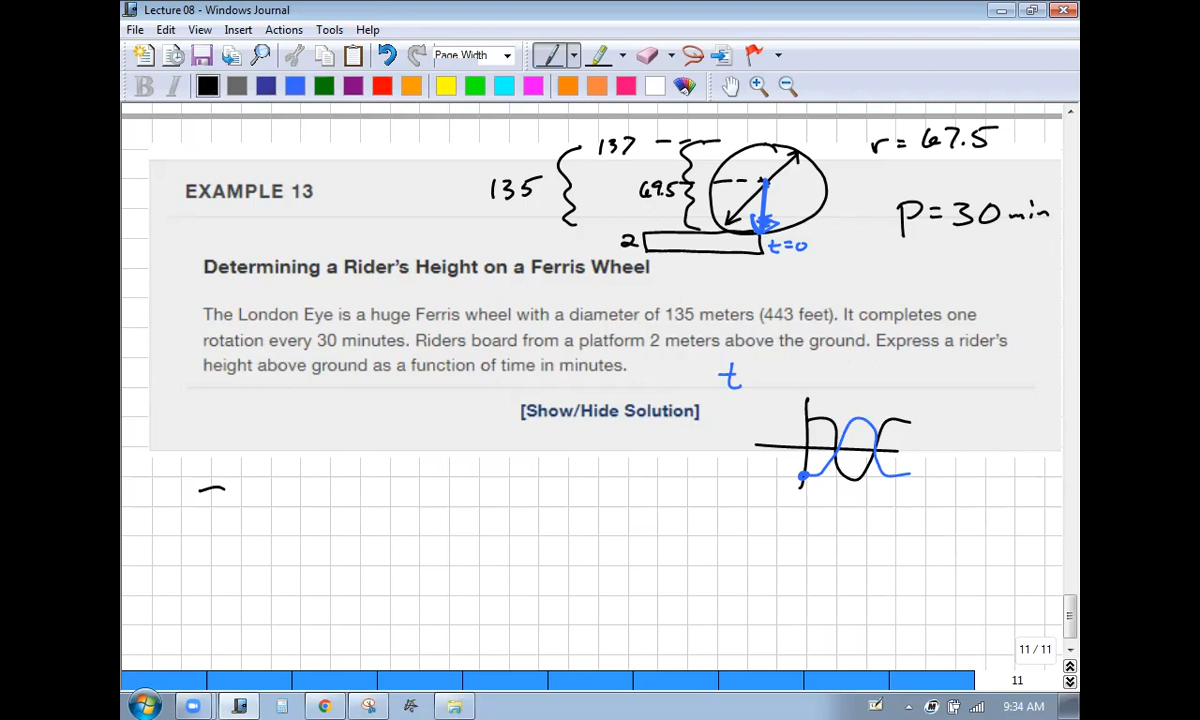 Lecture 08 - Windows Journal
File Edit View Insert Actions Tools Help
Page Width
B I
137
r = 67.5
135
69.5
EXAMPLE 13
P = 30 min
2
t=0
Determining a Rider's Height on a Ferris Wheel
The London Eye is a huge Ferris wheel with a diameter of 135 meters (443 feet). It completes one
rotation every 30 minutes. Riders board from a platform 2 meters above the ground. Express a rider's
height above ground as a function of time in minutes.
t
[Show/Hide Solution]
11 / 11
11
9:34 AM